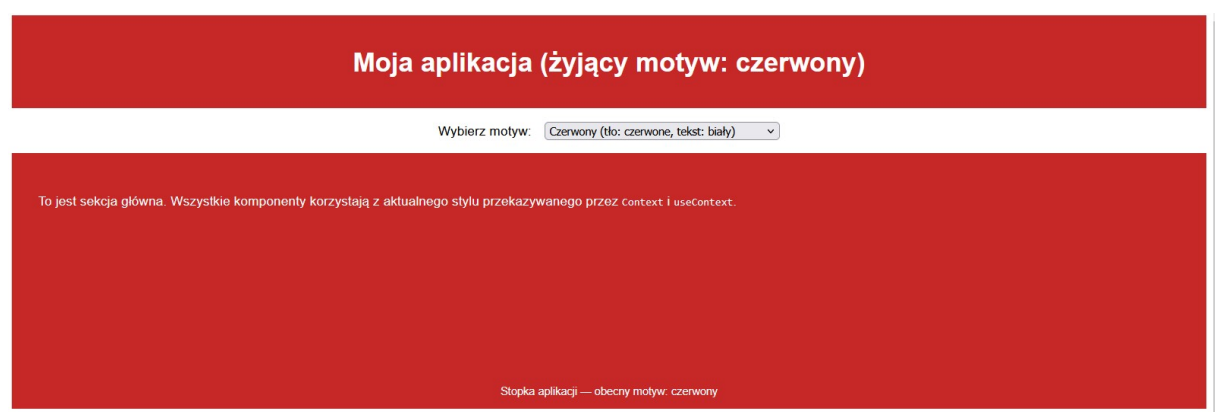 Moja aplikacja (żyjący motyw: czerwony)
Wybierz motyw: Czerwony (tło: czerwone, tekst: biały)
To jest sekcja główna. Wszystkie komponenty korzystają z aktualnego stylu przekazywanego przez Context i useContext.
Stopka aplikacji — obecny motyw: czerwony